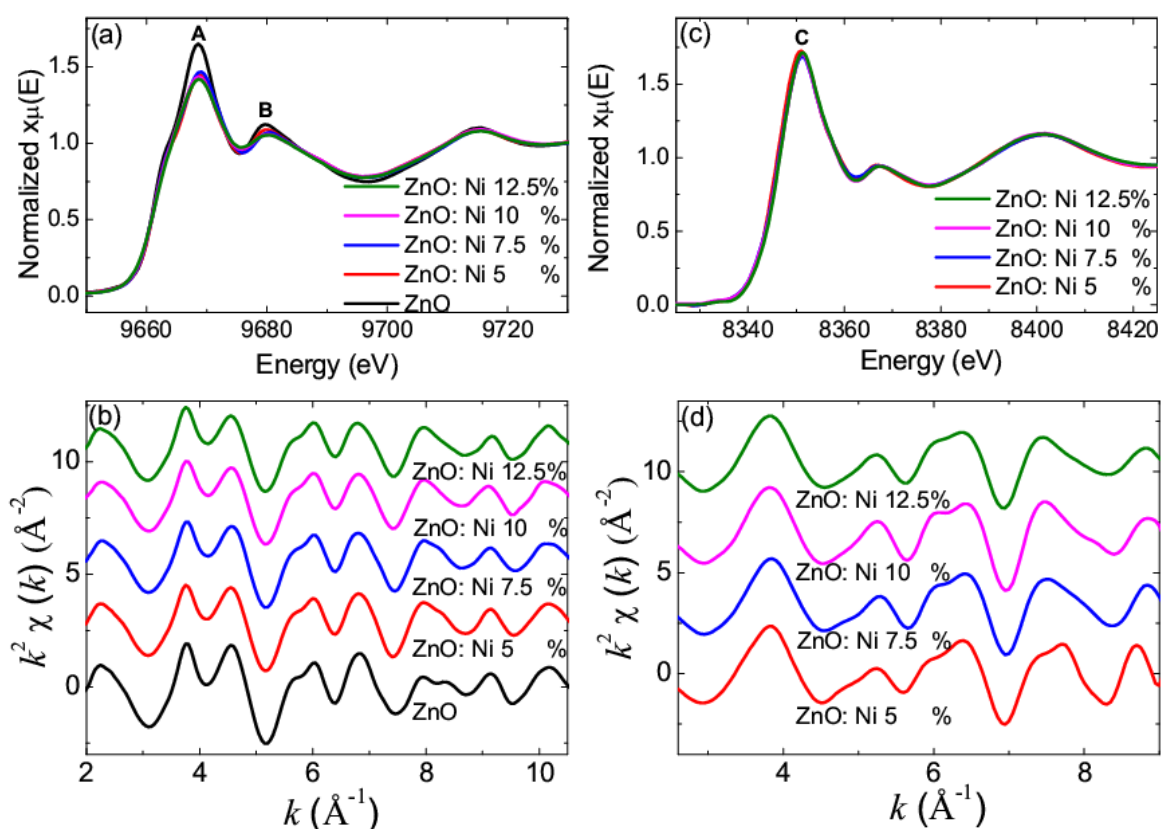 (a)
A
B
Normalized xμ(E)
1.5
1.0
0.5
0.0
ZnO: Ni 12.5%
ZnO: Ni 10 %
ZnO: Ni 7.5 %
ZnO: Ni 5 %
ZnO
9660 9680 9700 9720
Energy (eV)
(c)
C
Normalized xμ(E)
1.5
1.0
0.5
0.0
ZnO: Ni 12.5%
ZnO: Ni 10 %
ZnO: Ni 7.5 %
ZnO: Ni 5 %
8340 8360 8380 8400 8420
Energy (eV)
(b)
k² χ (k) (Å⁻²)
10
5
0
ZnO: Ni 12.5%
ZnO: Ni 10 %
ZnO: Ni 7.5 %
ZnO: Ni 5 %
ZnO
2 4 6 8 10
k (Å⁻¹)
(d)
k² χ (k) (Å⁻²)
10
5
0
ZnO: Ni 12.5%
ZnO: Ni 10 %
ZnO: Ni 7.5 %
ZnO: Ni 5 %
4 6 8
k (Å⁻¹)